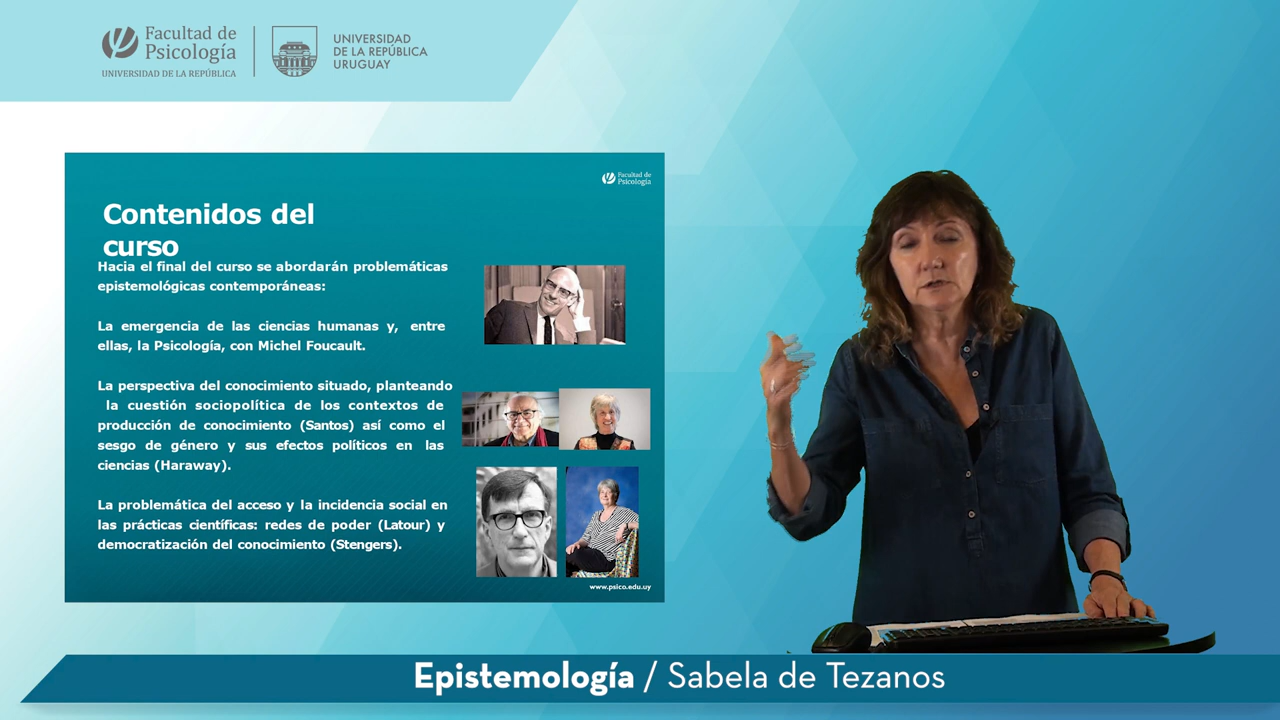 Facultad de
Psicología
UNIVERSIDAD DE LA REPÚBLICA
UNIVERSIDAD
DE LA REPÚBLICA
URUGUAY
Facultad de
Psicología
Contenidos del
curso
Hacia el final del curso se abordarán problemáticas
epistemológicas contemporáneas:
La emergencia de las ciencias humanas y, entre
ellas, la Psicología, con Michel Foucault.
La perspectiva del conocimiento situado, planteando
la cuestión sociopolítica de los contextos de
producción de conocimiento (Santos) así como el
sesgo de género y sus efectos políticos en las
ciencias (Haraway).
La problemática del acceso y la incidencia social en
las prácticas científicas: redes de poder (Latour) y
democratización del conocimiento (Stengers).
www.psico.edu.uy
Epistemología / Sabela de Tezanos